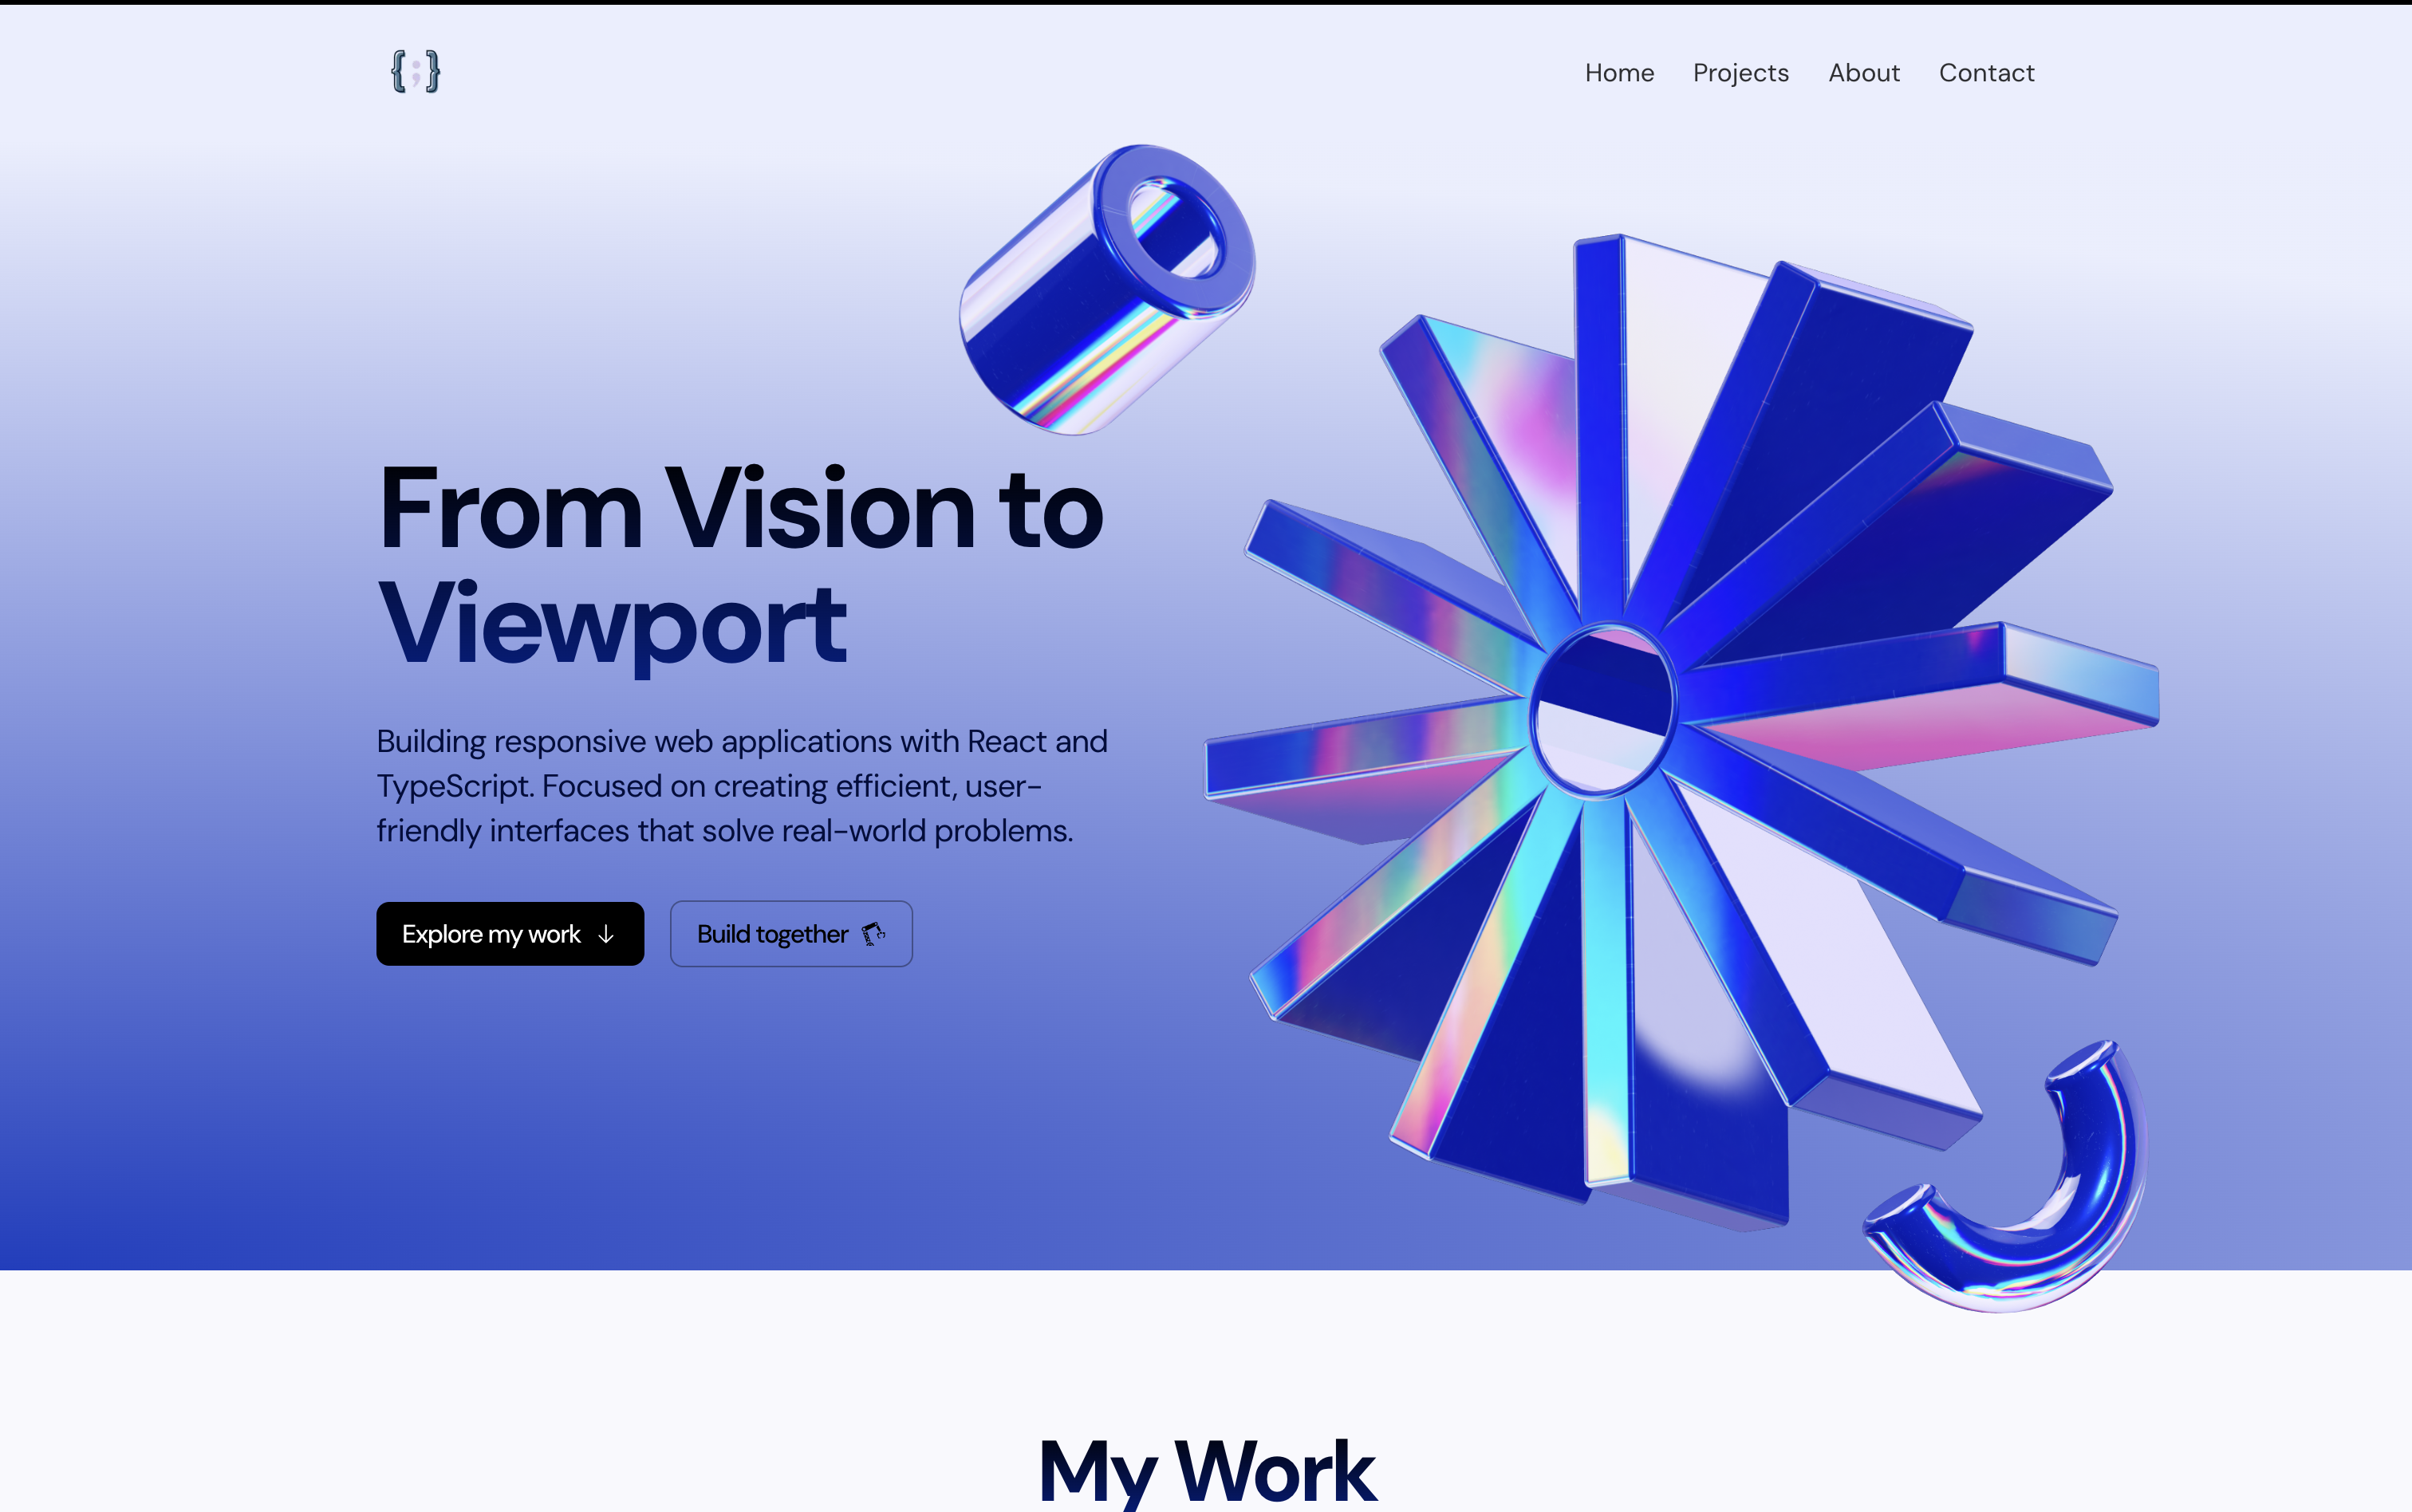 {;}
Home Projects About Contact
From Vision to
Viewport
Building responsive web applications with React and
TypeScript. Focused on creating efficient, user-
friendly interfaces that solve real-world problems.
Explore my work ↓
Build together
My Work